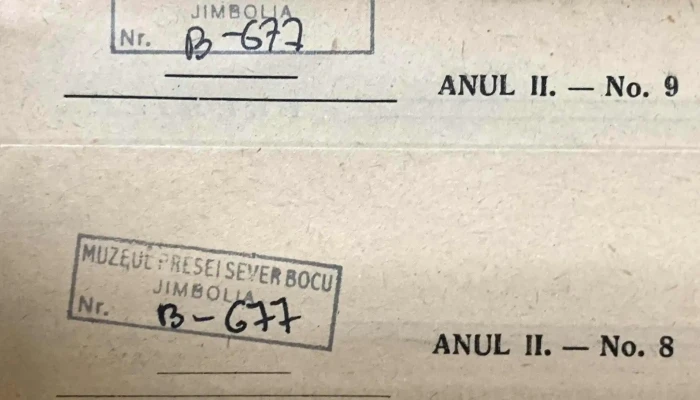 JIMBOLIA
Nr. B-677
ANUL II. — No. 9
MUZEUL PRESEI SEVER BOCU
JIMBOLIA
Nr. B-677
ANUL II. — No. 8